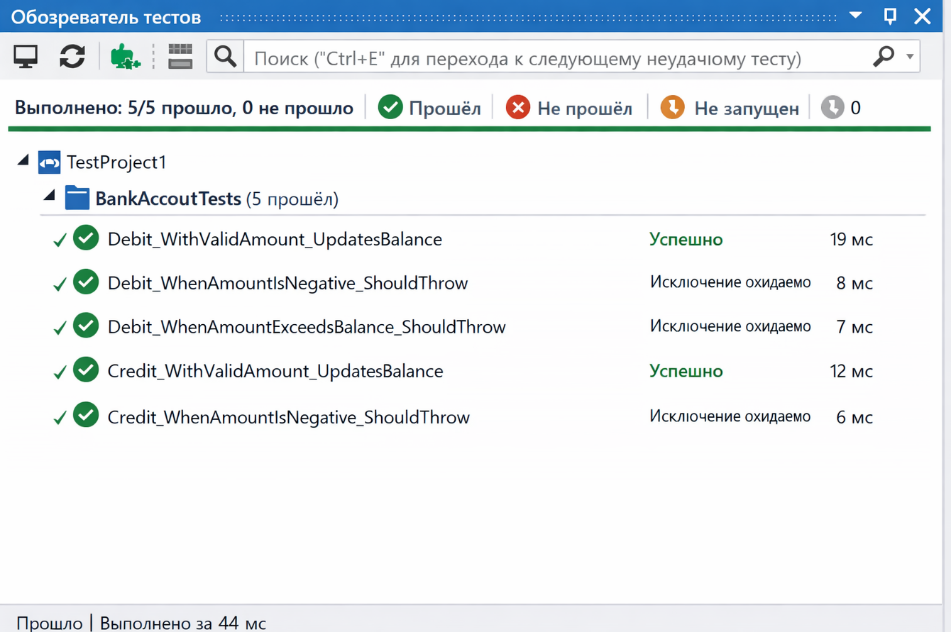 Обозреватель тестов
Поиск ("Ctrl+E" для перехода к следующему неудачюму тесту)
Выполнено: 5/5 прошло, 0 не прошло Прошёл Не прошёл Не запущен 0
TestProject1
BankAccoutTests (5 прошёл)
Debit_WithValidAmount_UpdatesBalance Успешно 19 мс
Debit_WhenAmountIsNegative_ShouldThrow Исключение охидаемо 8 мс
Debit_WhenAmountExceedsBalance_ShouldThrow Исключение охидаемо 7 мс
Credit_WithValidAmount_UpdatesBalance Успешно 12 мс
Credit_WhenAmountIsNegative_ShouldThrow Исключение охидаемо 6 мс
Прошло | Выполнено за 44 мс